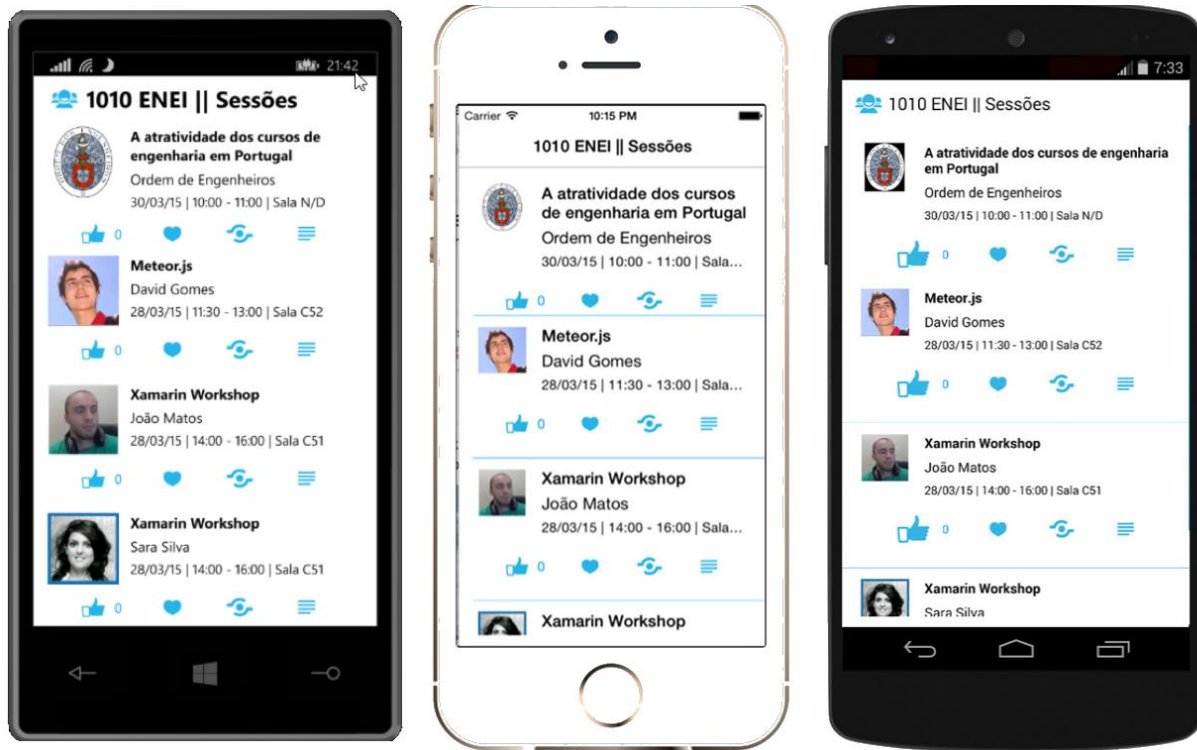 21:42
1010 ENEI || Sessões
A atratividade dos cursos de
engenharia em Portugal
Ordem de Engenheiros
30/03/15 | 10:00 - 11:00 | Sala N/D
0
Meteor.js
David Gomes
28/03/15 | 11:30 - 13:00 | Sala C52
0
Xamarin Workshop
João Matos
28/03/15 | 14:00 - 16:00 | Sala C51
0
Xamarin Workshop
Sara Silva
28/03/15 | 14:00 - 16:00 | Sala C51
0
Carrier 10:15 PM
1010 ENEI || Sessões
A atratividade dos cursos
de engenharia em Portugal
Ordem de Engenheiros
30/03/15 | 10:00 - 11:00 | Sala...
0
Meteor.js
David Gomes
28/03/15 | 11:30 - 13:00 | Sala...
0
Xamarin Workshop
João Matos
28/03/15 | 14:00 - 16:00 | Sala...
0
Xamarin Workshop
7:33
1010 ENEI || Sessões
A atratividade dos cursos de engenharia
em Portugal
Ordem de Engenheiros
30/03/15 | 10:00 - 11:00 | Sala N/D
0
Meteor.js
David Gomes
28/03/15 | 11:30 - 13:00 | Sala C52
0
Xamarin Workshop
João Matos
28/03/15 | 14:00 - 16:00 | Sala C51
0
Xamarin Workshop
Sara Silva